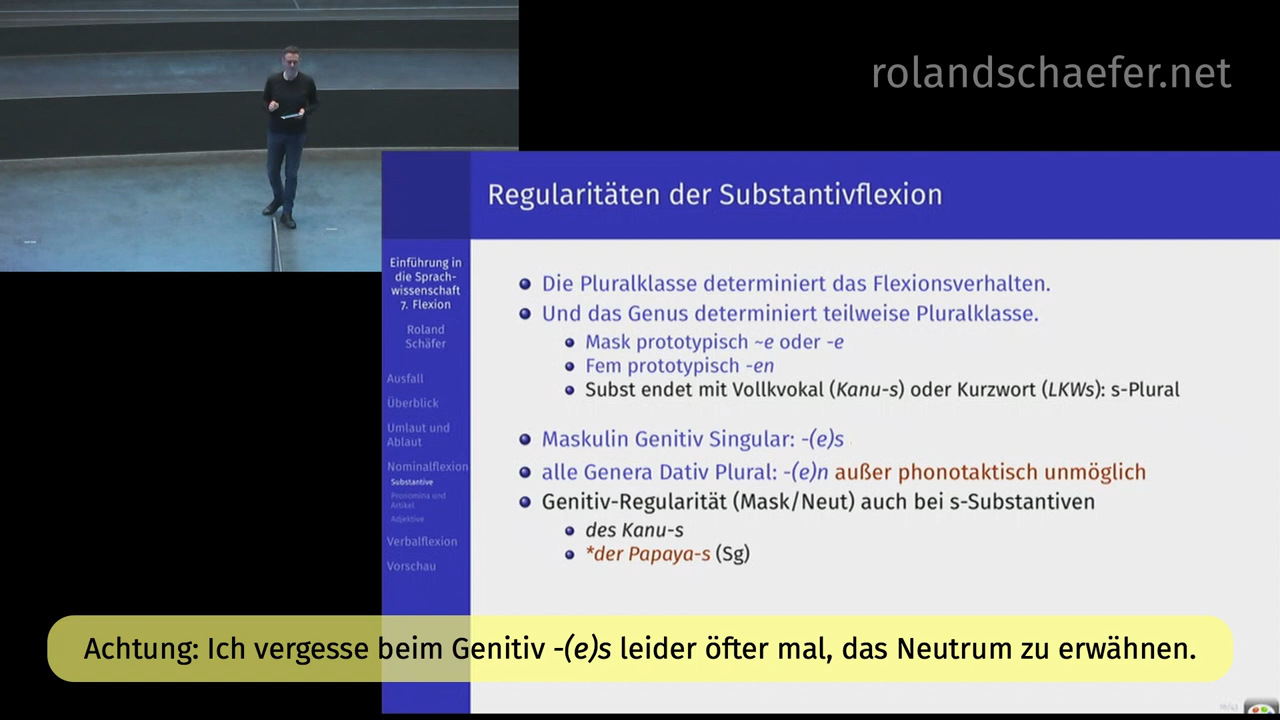 rolandschaefer.net
Regularitäten der Substantivflexion
Einführung in
die Sprach-
wissenschaft
7. Flexion
Roland
Schäfer
Ausfall
Überblick
Umlaut und
Ablaut
Nominalflexion
Substantive
Pronomina und
Artikel
Adjektive
Verbalflexion
Vorschau
Die Pluralklasse determiniert das Flexionsverhalten.
Und das Genus determiniert teilweise Pluralklasse.
Mask prototypisch ~e oder -e
Fem prototypisch -en
Subst endet mit Vollkvokal (Kanu-s) oder Kurzwort (LKWs): s-Plural
Maskulin Genitiv Singular: -(e)s
alle Genera Dativ Plural: -(e)n außer phonotaktisch unmöglich
Genitiv-Regularität (Mask/Neut) auch bei s-Substantiven
des Kanu-s
*der Papaya-s (Sg)
Achtung: Ich vergesse beim Genitiv -(e)s leider öfter mal, das Neutrum zu erwähnen.